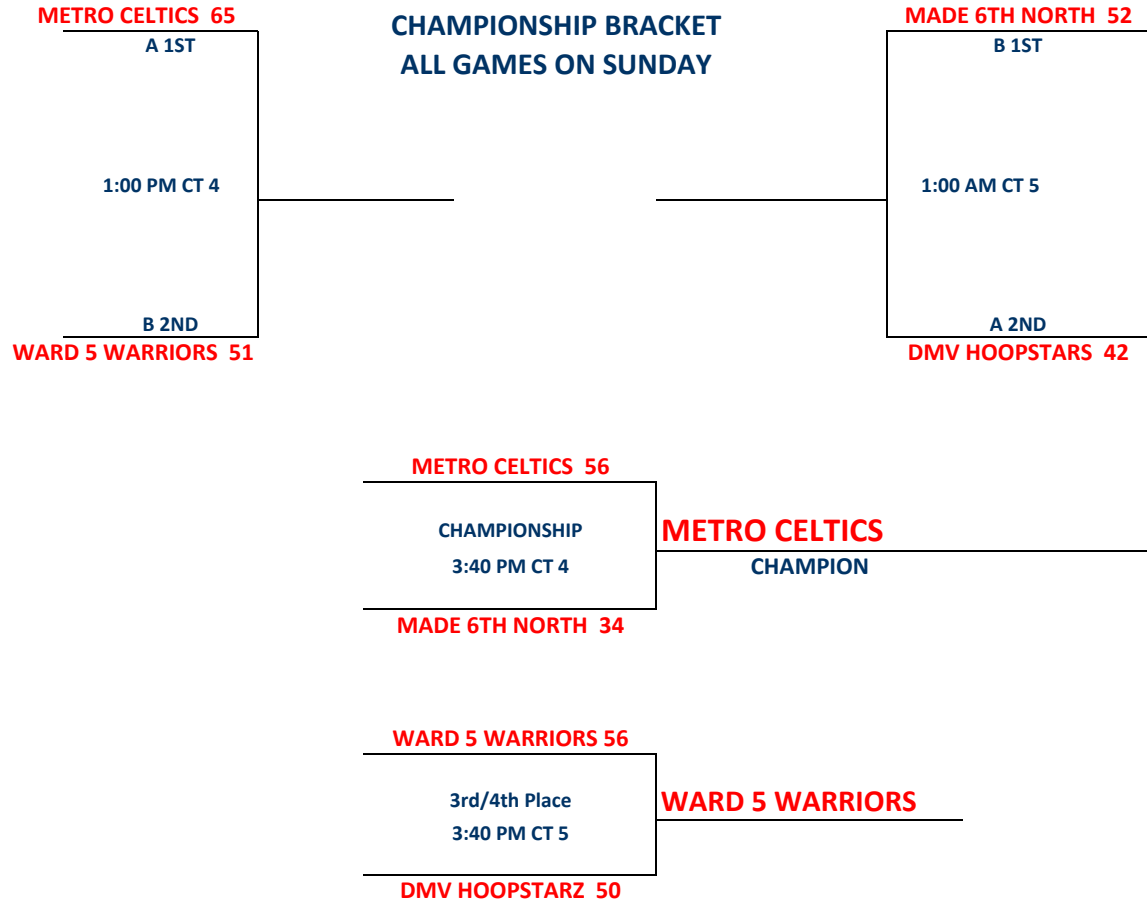 METRO CELTICS  65
A 1ST
1:00 PM CT 4
B 2ND
WARD 5 WARRIORS  51
CHAMPIONSHIP BRACKET
ALL GAMES ON SUNDAY
MADE 6TH NORTH  52
B 1ST
1:00 AM CT 5
A 2ND
DMV HOOPSTARS  42
METRO CELTICS  56
CHAMPIONSHIP
3:40 PM CT 4
MADE 6TH NORTH  34
METRO CELTICS
CHAMPION
WARD 5 WARRIORS 56
3rd/4th Place
3:40 PM CT 5
DMV HOOPSTARZ  50
WARD 5 WARRIORS